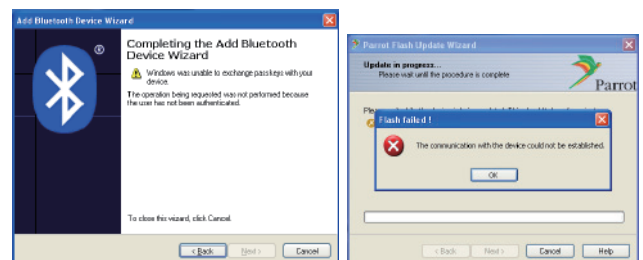 Add Bluetooth Device Wizard
®
Completing the Add Bluetooth
Device Wizard
Windows was unable to exchange passkeys with your
device.
The operation being requested was not performed because
the user has not been authenticated.
To close this wizard, click Cancel.
< Back
Next >
Cancel
Parrot Flash Update Wizard
Update in progress...
Please wait until the procedure is complete
Parrot
Flash failed !
The communication with the device could not be established.
OK
< Back
Next >
Cancel
Help